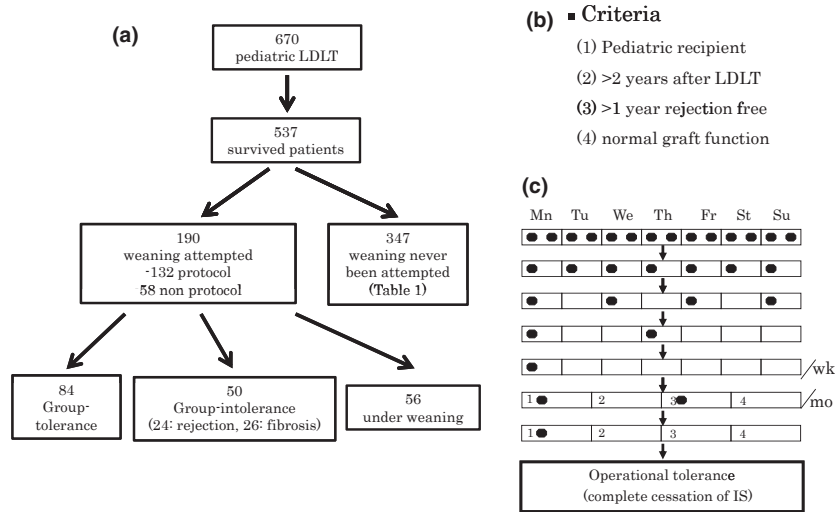 (a)
670
pediatric LDLT
537
survived patients
190
weaning attempted
-132 protocol
-58 non protocol
347
weaning never
been attempted
(Table 1)
84
Group-
tolerance
50
Group-intolerance
(24: rejection, 26: fibrosis)
56
under weaning
(b)
■ Criteria
(1) Pediatric recipient
(2) >2 years after LDLT
(3) >1 year rejection free
(4) normal graft function
(c)
Mn Tu We Th Fr St Su
/wk
1 2 3 4
/mo
1 2 3 4
Operational tolerance
(complete cessation of IS)